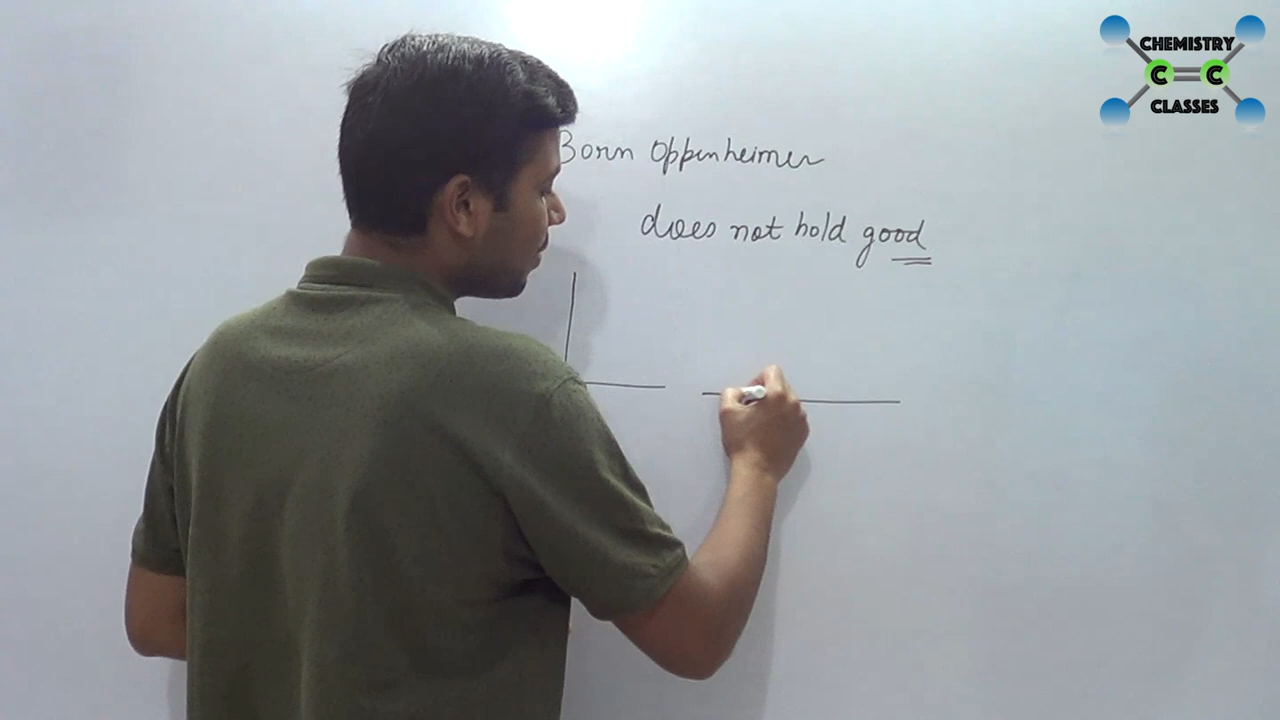 CHEMISTRY
C C
CLASSES
Born Oppenheimer
does not hold good